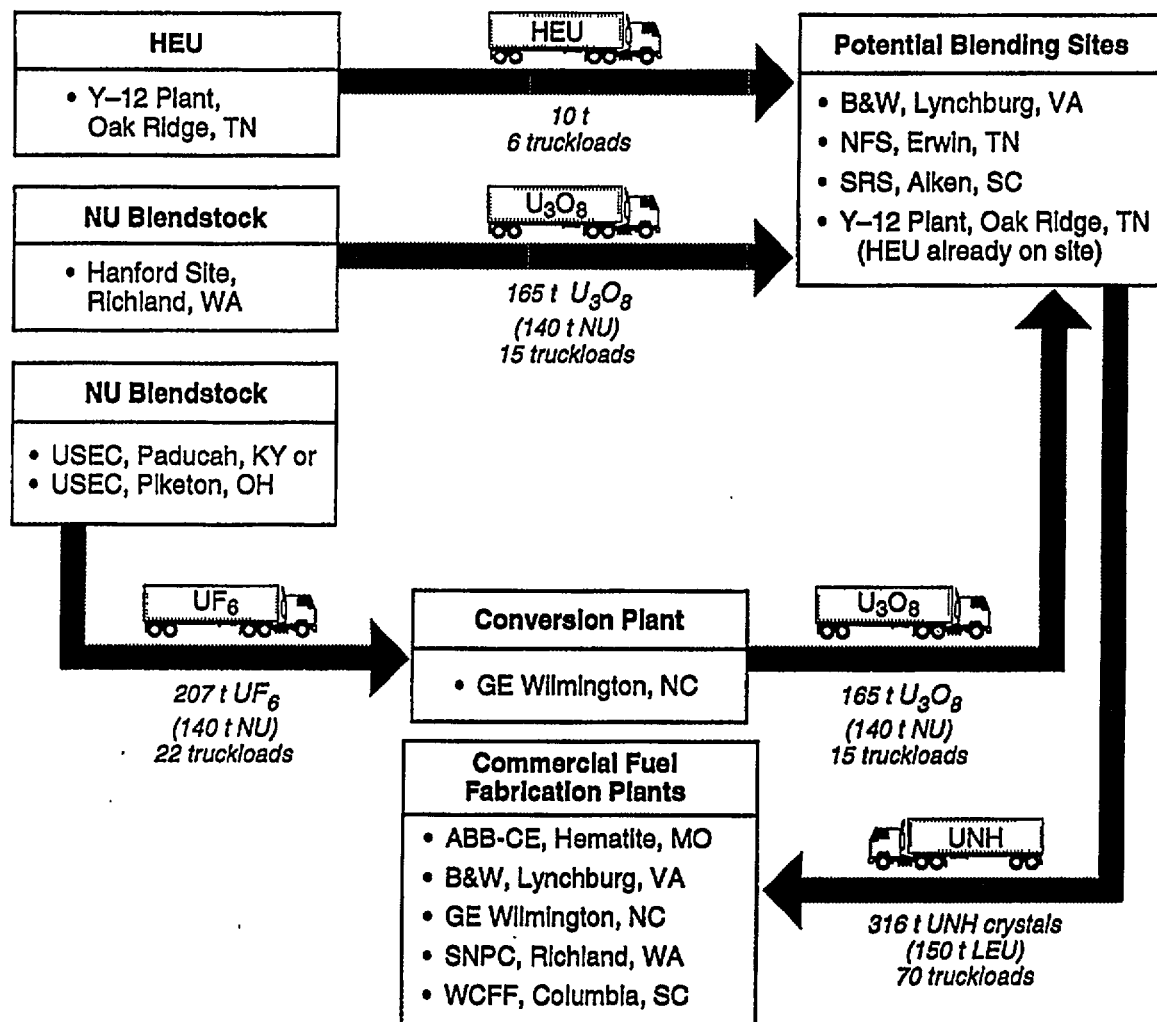 HEU
• Y–12 Plant,
Oak Ridge, TN
HEU
10 t
6 truckloads
Potential Blending Sites
• B&W, Lynchburg, VA
• NFS, Erwin, TN
• SRS, Aiken, SC
• Y–12 Plant, Oak Ridge, TN
(HEU already on site)
NU Blendstock
• Hanford Site,
Richland, WA
U3O8
165 t U3O8
(140 t NU)
15 truckloads
NU Blendstock
• USEC, Paducah, KY or
• USEC, Piketon, OH
UF6
207 t UF6
(140 t NU)
22 truckloads
Conversion Plant
• GE Wilmington, NC
U3O8
165 t U3O8
(140 t NU)
15 truckloads
Commercial Fuel
Fabrication Plants
• ABB-CE, Hematite, MO
• B&W, Lynchburg, VA
• GE Wilmington, NC
• SNPC, Richland, WA
• WCFF, Columbia, SC
UNH
316 t UNH crystals
(150 t LEU)
70 truckloads